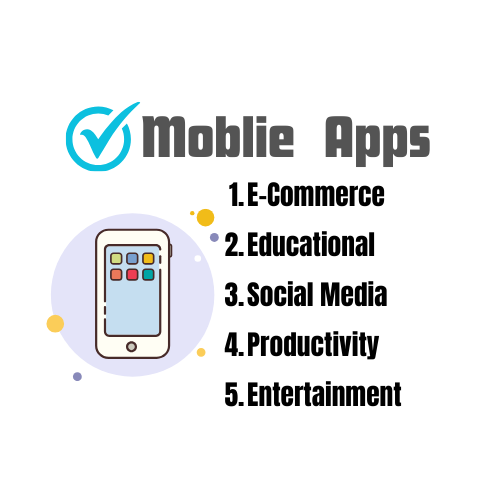 Moblie Apps
1. E-Commerce
2. Educational
3. Social Media
4. Productivity
5. Entertainment